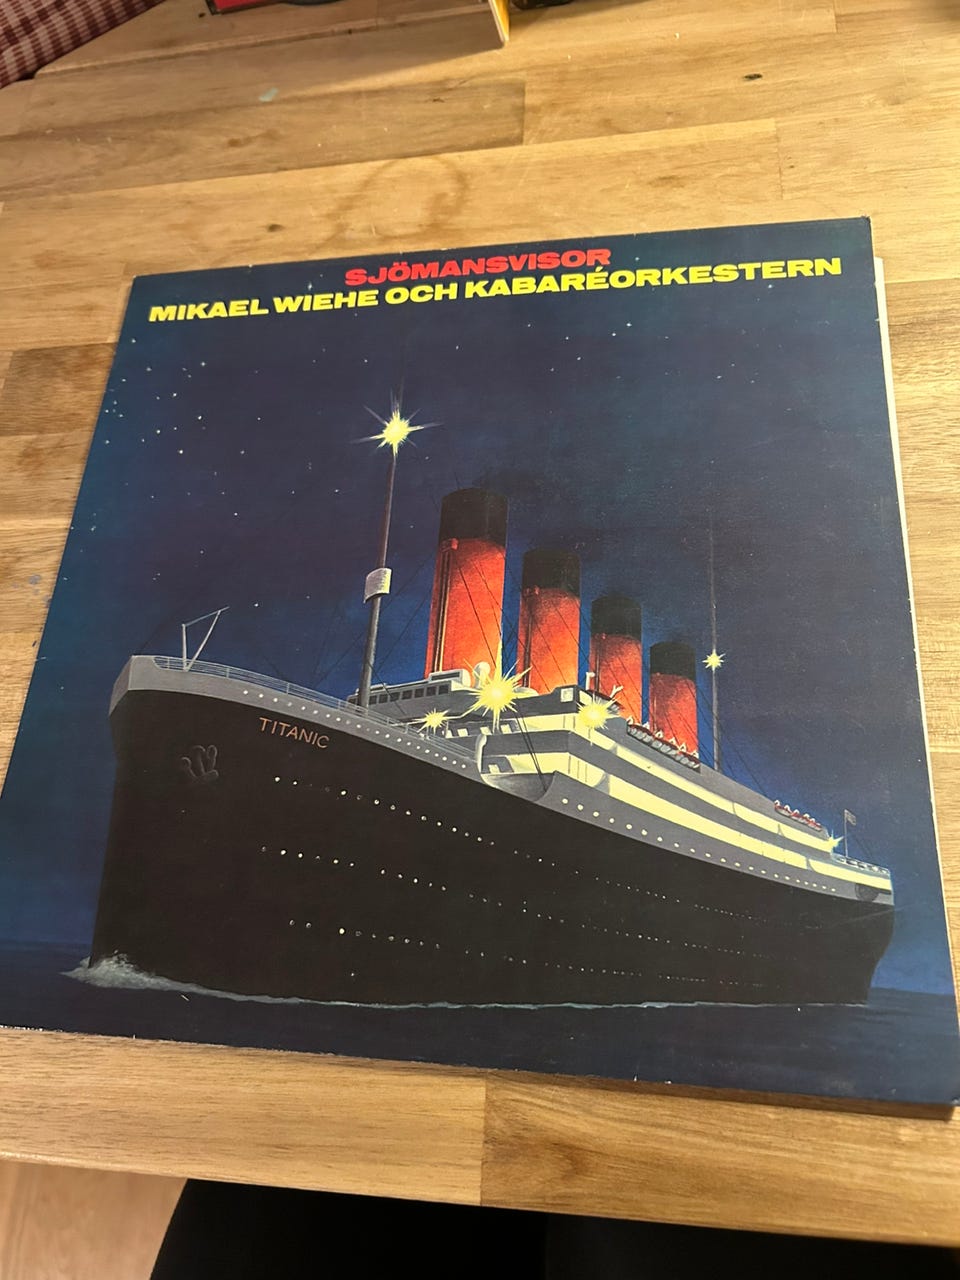 SJÖMANSVISOR
MIKAEL WIEHE OCH KABARÉORKESTERN
TITANIC